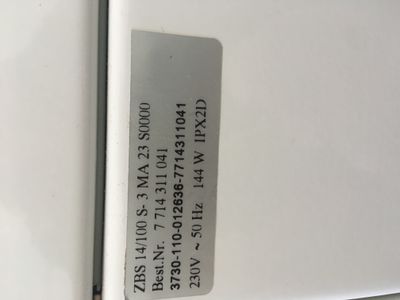 ZBS 14/100 S- 3 MA 23 S0000
Best.Nr. 7 714 311 041
3730-110-012636-7714311041
230V ~ 50 Hz 144 W IPX2D